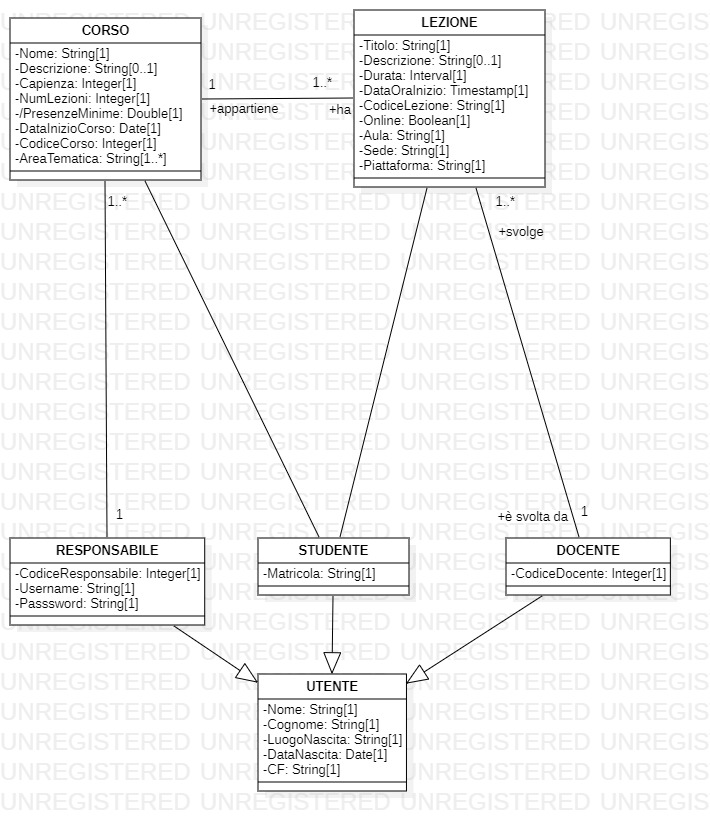 CORSO
-Nome: String[1]
-Descrizione: String[0..1]
-Capienza: Integer[1]
-NumLezioni: Integer[1]
-/PresenzeMinime: Double[1]
-DataInizioCorso: Date[1]
-CodiceCorso: Integer[1]
-AreaTematica: String[1..*]
1
+appartiene
1..*
+ha
LEZIONE
-Titolo: String[1]
-Descrizione: String[0..1]
-Durata: Interval[1]
-DataOraInizio: Timestamp[1]
-CodiceLezione: String[1]
-Online: Boolean[1]
-Aula: String[1]
-Sede: String[1]
-Piattaforma: String[1]
1..*
1..*
+svolge
1
+è svolta da
1
RESPONSABILE
-CodiceResponsabile: Integer[1]
-Username: String[1]
-Passsword: String[1]
STUDENTE
-Matricola: String[1]
DOCENTE
-CodiceDocente: Integer[1]
UTENTE
-Nome: String[1]
-Cognome: String[1]
-LuogoNascita: String[1]
-DataNascita: Date[1]
-CF: String[1]
UNREGISTERED